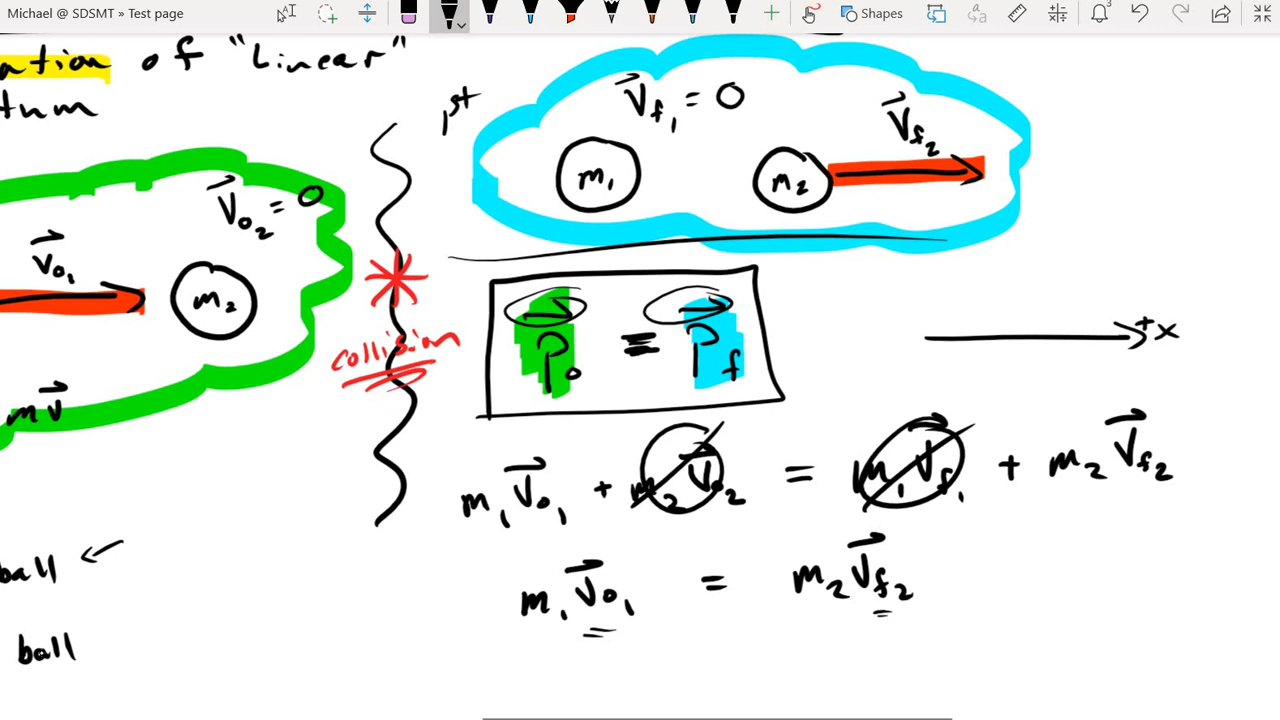 Michael @ SDSMT » Test page
Shapes
ation of "Linear"
tum
V⃗o₂ = 0
V⃗o₁
m₂
mV⃗
collision
1st
V⃗f₁ = 0
V⃗f₂
m₁
m₂
P⃗o = P⃗f
+x
m₁V⃗o₁ + m₂V⃗o₂ = m₁V⃗f₁ + m₂V⃗f₂
m₁V⃗o₁ = m₂V⃗f₂
ball
ball